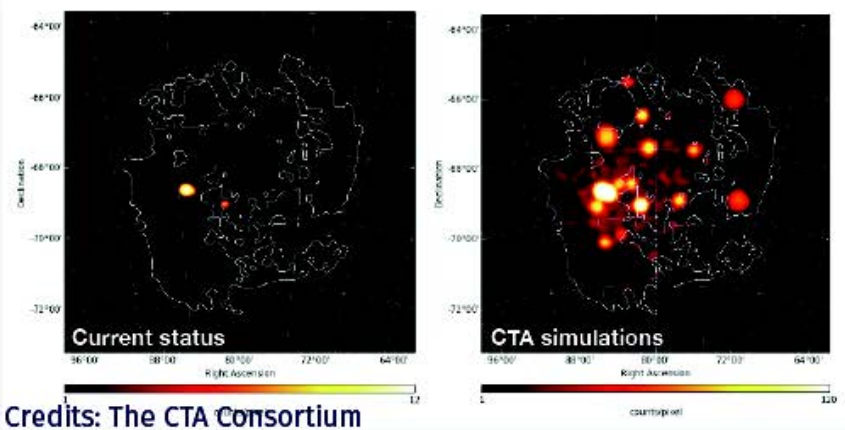 -64°00'
-66°00'
-68°00'
-70°00'
-72°00'
Declination
Current status
96°00' 88°00' 80°00' 72°00' 64°00'
Right Ascension
1 12
-64°00'
-66°00'
-68°00'
-70°00'
-72°00'
Declination
CTA simulations
96°00' 88°00' 80°00' 72°00' 64°00'
Right Ascension
1 120
counts/pixel
Credits: The CTA Consortium